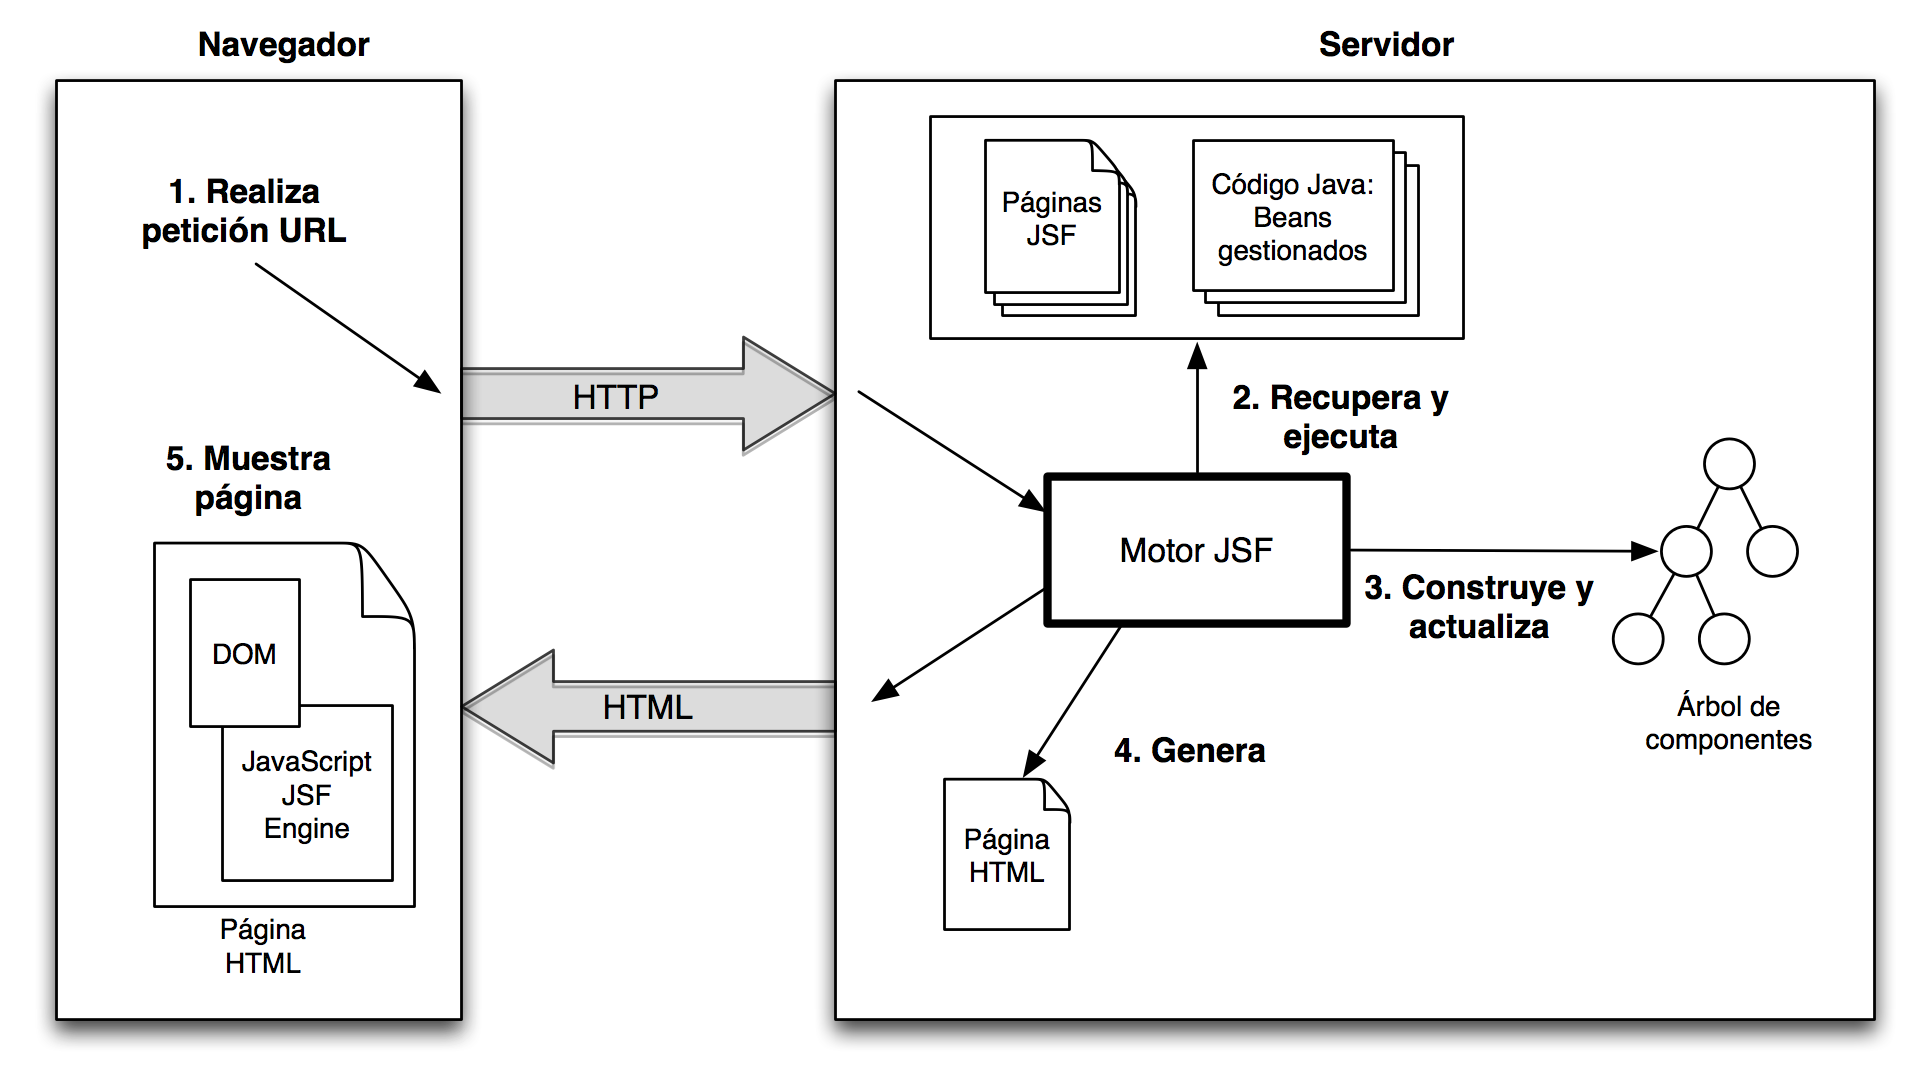 Navegador
Servidor
1. Realiza
petición URL
Páginas
JSF
Código Java:
Beans
gestionados
HTTP
2. Recupera y
ejecuta
5. Muestra
página
Motor JSF
3. Construye y
actualiza
DOM
HTML
Árbol de
componentes
JavaScript
JSF
Engine
4. Genera
Página
HTML
Página
HTML